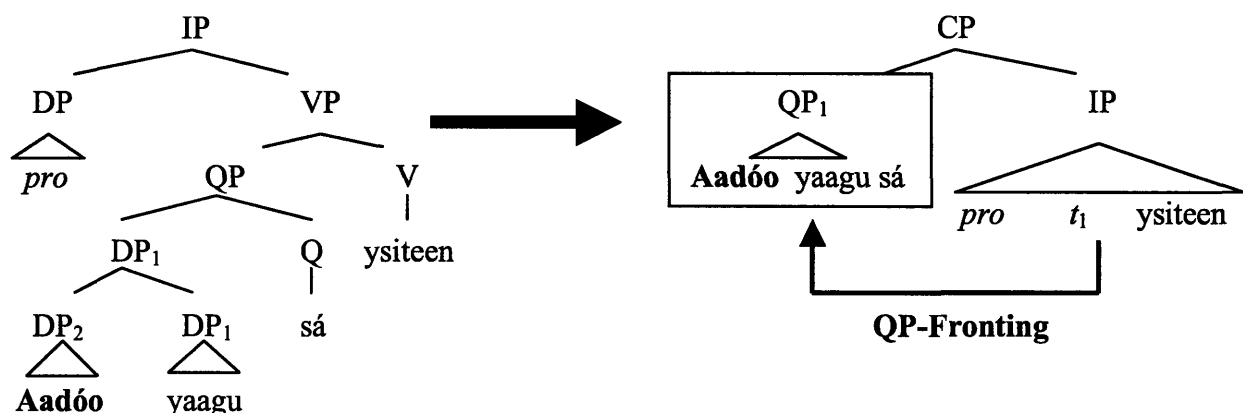 IP CP
DP VP QP₁ IP
pro Aadóo yaagu sá
QP V pro t₁ ysiteen
DP₁ Q ysiteen
QP-Fronting
DP₂ DP₁ sá
Aadóo yaagu